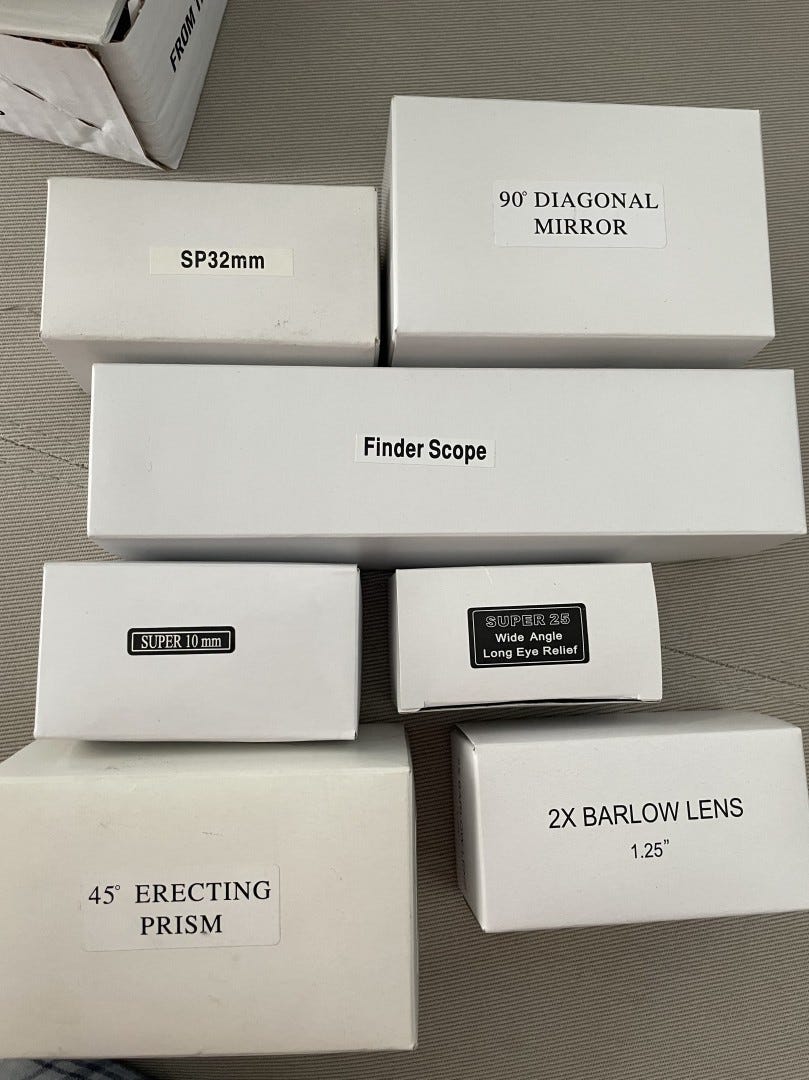 FROM
SP32mm
90° DIAGONAL
MIRROR
Finder Scope
SUPER 10 mm
SUPER 25
Wide Angle
Long Eye Relief
45° ERECTING
PRISM
2X BARLOW LENS
1.25"